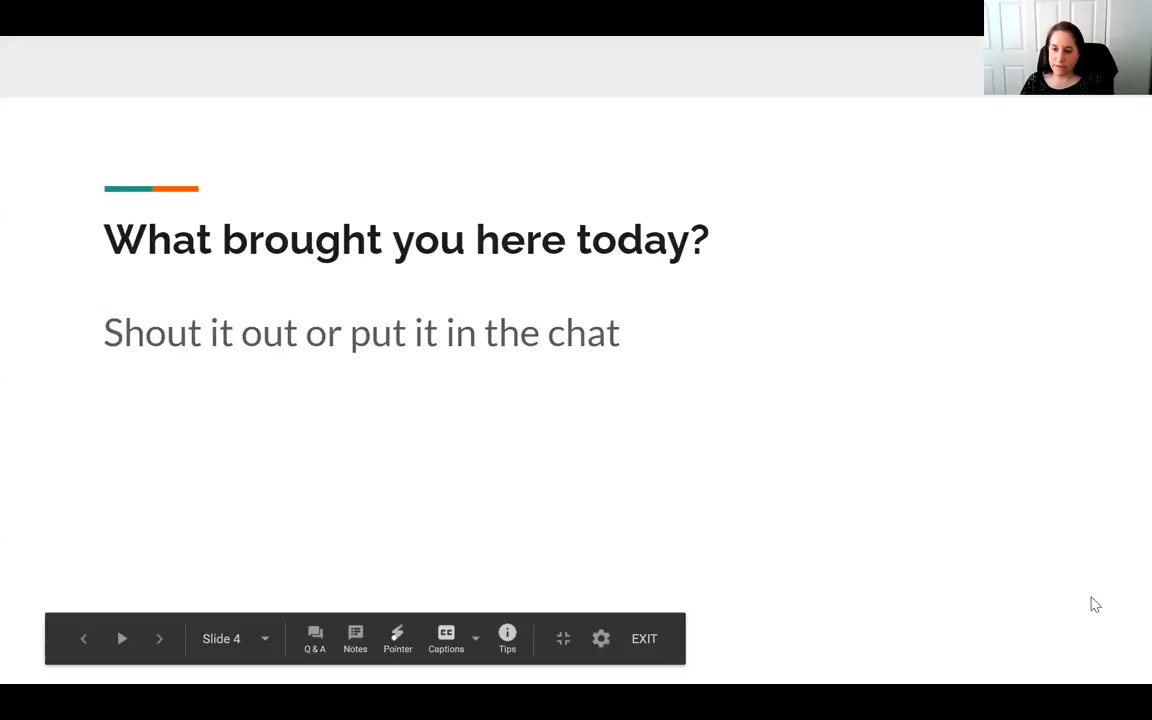 What brought you here today?
Shout it out or put it in the chat
Slide 4
Q & A
Notes
Pointer
CC
Captions
Tips
EXIT